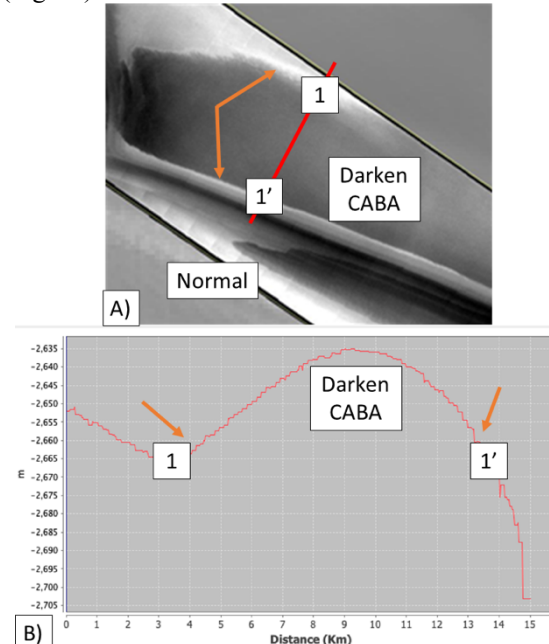 1
1'
Darken
CABA
Normal
A)
-2,635
-2,640
-2,645
-2,650
-2,655
-2,660
-2,665
-2,670
-2,675
-2,680
-2,685
-2,690
-2,695
-2,700
-2,705
m
Darken
CABA
1
1'
0 1 2 3 4 5 6 7 8 9 10 11 12 13 14 15
Distance (Km)
B)